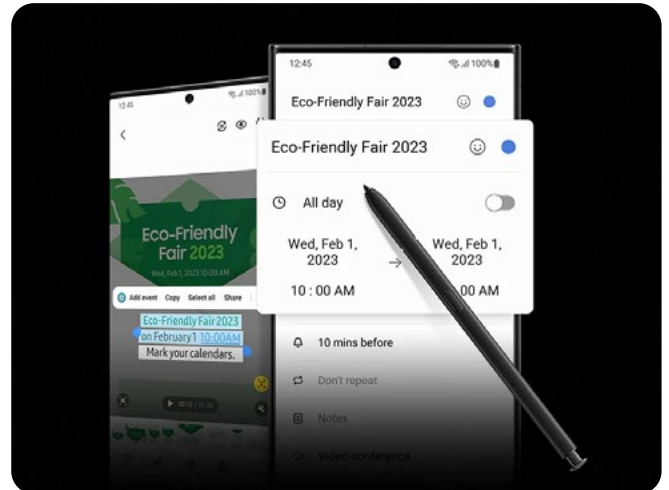 12:45
100%
Eco-Friendly
Fair 2023
Wed, Feb 1, 2023 10:00 AM
Add event Copy Select all Share
Eco-Friendly Fair 2023
on February 1 10:00AM
Mark your calendars.
12:45
100%
Eco-Friendly Fair 2023
Eco-Friendly Fair 2023
All day
Wed, Feb 1,
2023
Wed, Feb 1,
2023
10 : 00 AM
00 AM
10 mins before
Don't repeat
Notes
Video conference